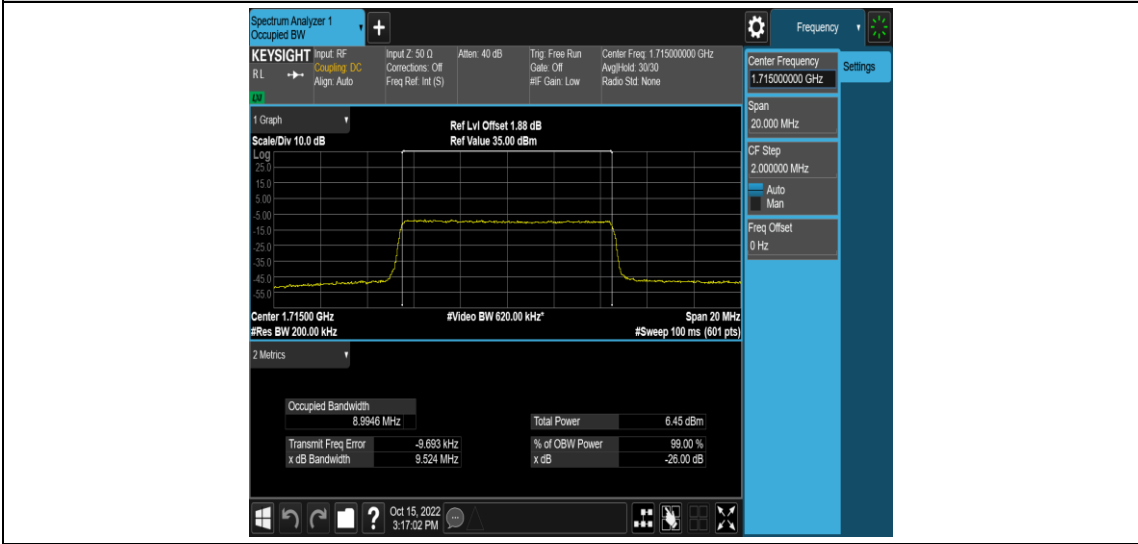 Spectrum Analyzer 1
Occupied BW
+
Frequency
KEYSIGHT
RL
Input: RF
Coupling: DC
Align: Auto
Input Z: 50 Ω
Corrections: Off
Freq Ref: Int (S)
Atten: 40 dB
Trig: Free Run
Gate: Off
#IF Gain: Low
Center Freq: 1.715000000 GHz
Avg|Hold: 30/30
Radio Std: None
1 Graph
Scale/Div 10.0 dB
Ref Lvl Offset 1.88 dB
Ref Value 35.00 dBm
Log
25.0
15.0
5.00
-5.00
-15.0
-25.0
-35.0
-45.0
-55.0
Center 1.71500 GHz
#Res BW 200.00 kHz
#Video BW 620.00 kHz*
Span 20 MHz
#Sweep 100 ms (601 pts)
2 Metrics
Occupied Bandwidth
8.9946 MHz
Transmit Freq Error -9.693 kHz
x dB Bandwidth 9.524 MHz
Total Power 6.45 dBm
% of OBW Power 99.00 %
x dB -26.00 dB
Center Frequency
1.715000000 GHz
Settings
Span
20.000 MHz
CF Step
2.000000 MHz
Auto
Man
Freq Offset
0 Hz
?
Oct 15, 2022
3:17:02 PM